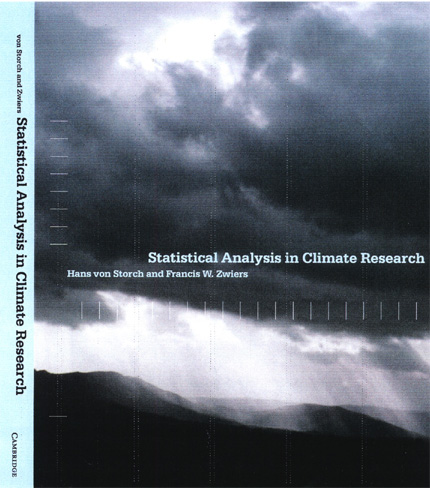 von Storch and Zwiers
Statistical Analysis in Climate Research
CAMBRIDGE
Statistical Analysis in Climate Research
Hans von Storch and Francis W. Zwiers